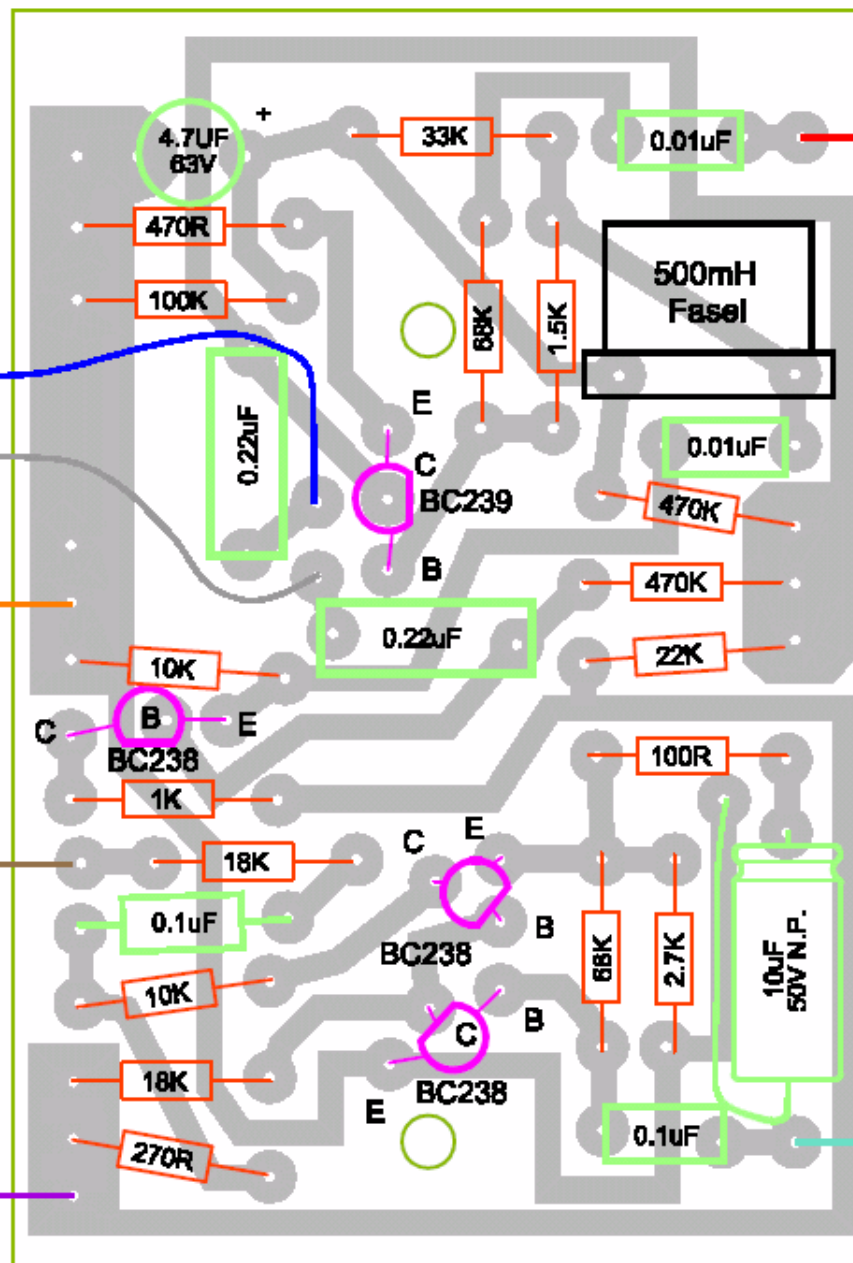 +
4.7UF
63V
33K
0.01uF
470R
500mH
Fasel
100K
68K
1.5K
E
0.22uF
C
0.01uF
BC239
470K
B
470K
0.22uF
10K
22K
C
B
E
BC238
100R
1K
C
E
18K
0.1uF
B
BC238
68K
2.7K
10uF
50V N.P.
10K
B
C
18K
BC238
E
0.1uF
270R